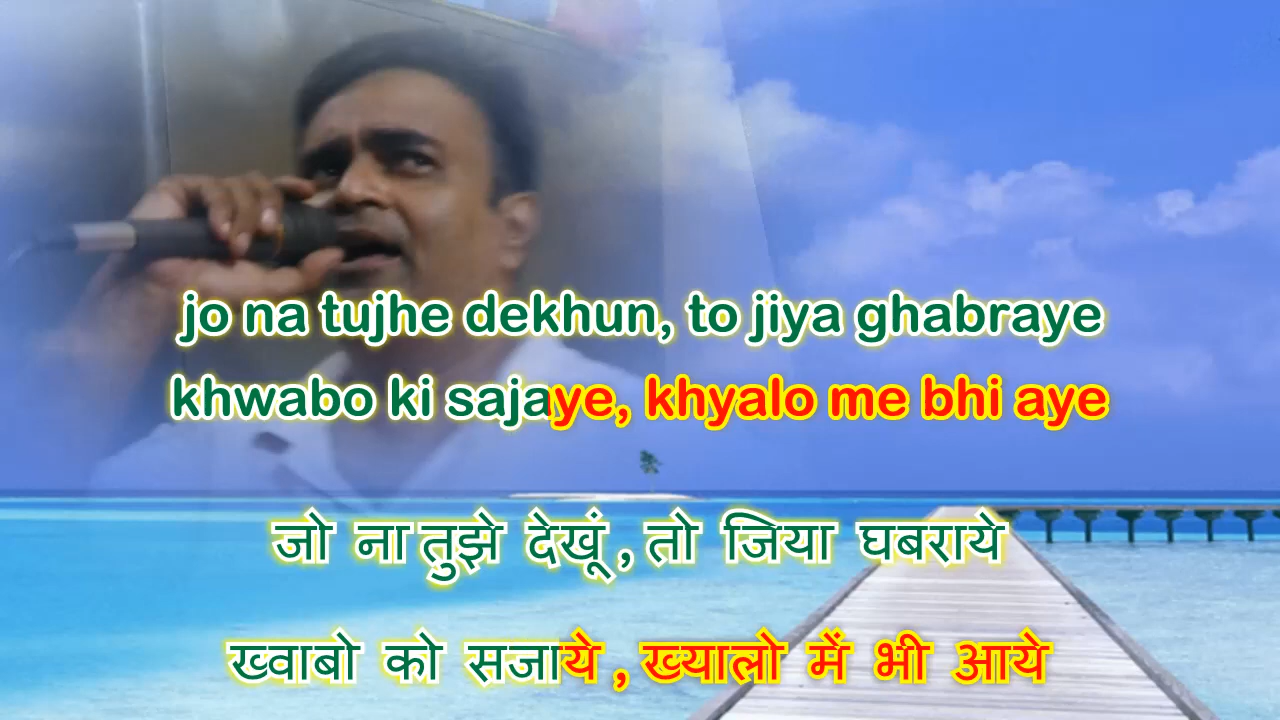 jo na tujhe dekhun, to jiya ghabraye
khwabo ki sajaye, khyalo me bhi aye
जो ना तुझे देखूं , तो जिया घबराये
ख्वाबो को सजाये , ख्यालो में भी आये